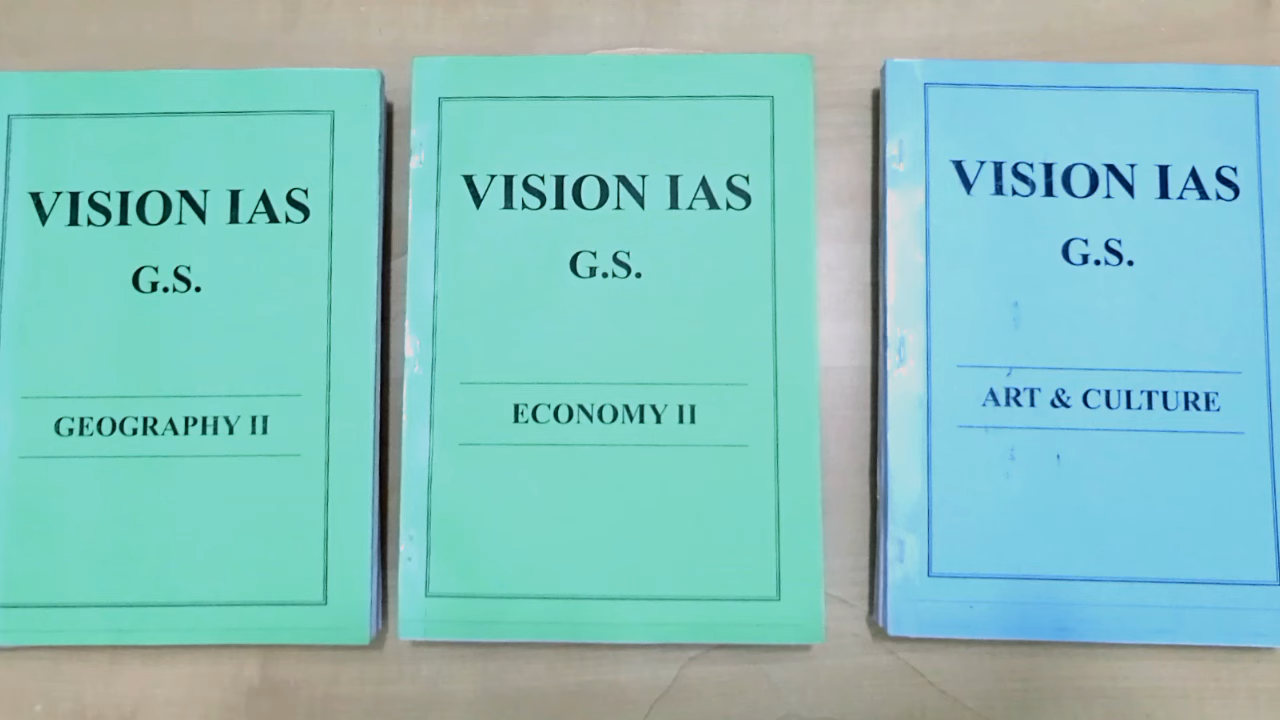 VISION IAS
G.S.
GEOGRAPHY II
VISION IAS
G.S.
ECONOMY II
VISION IAS
G.S.
ART & CULTURE